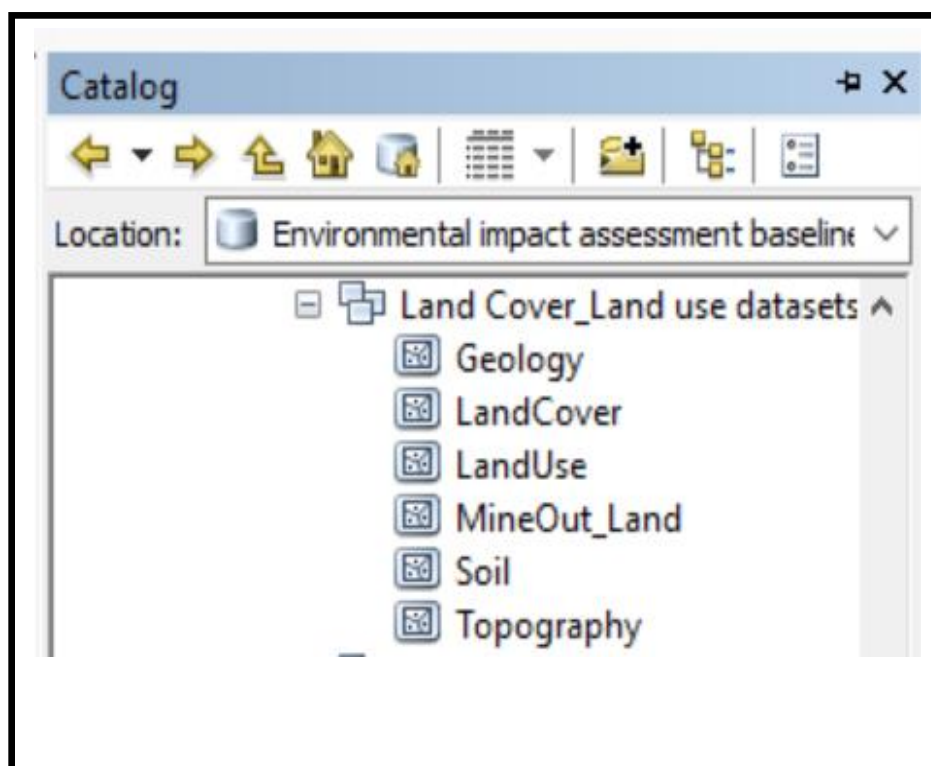 Catalog
Location: Environmental impact assessment baseline
Land Cover_Land use datasets
Geology
LandCover
LandUse
MineOut_Land
Soil
Topography